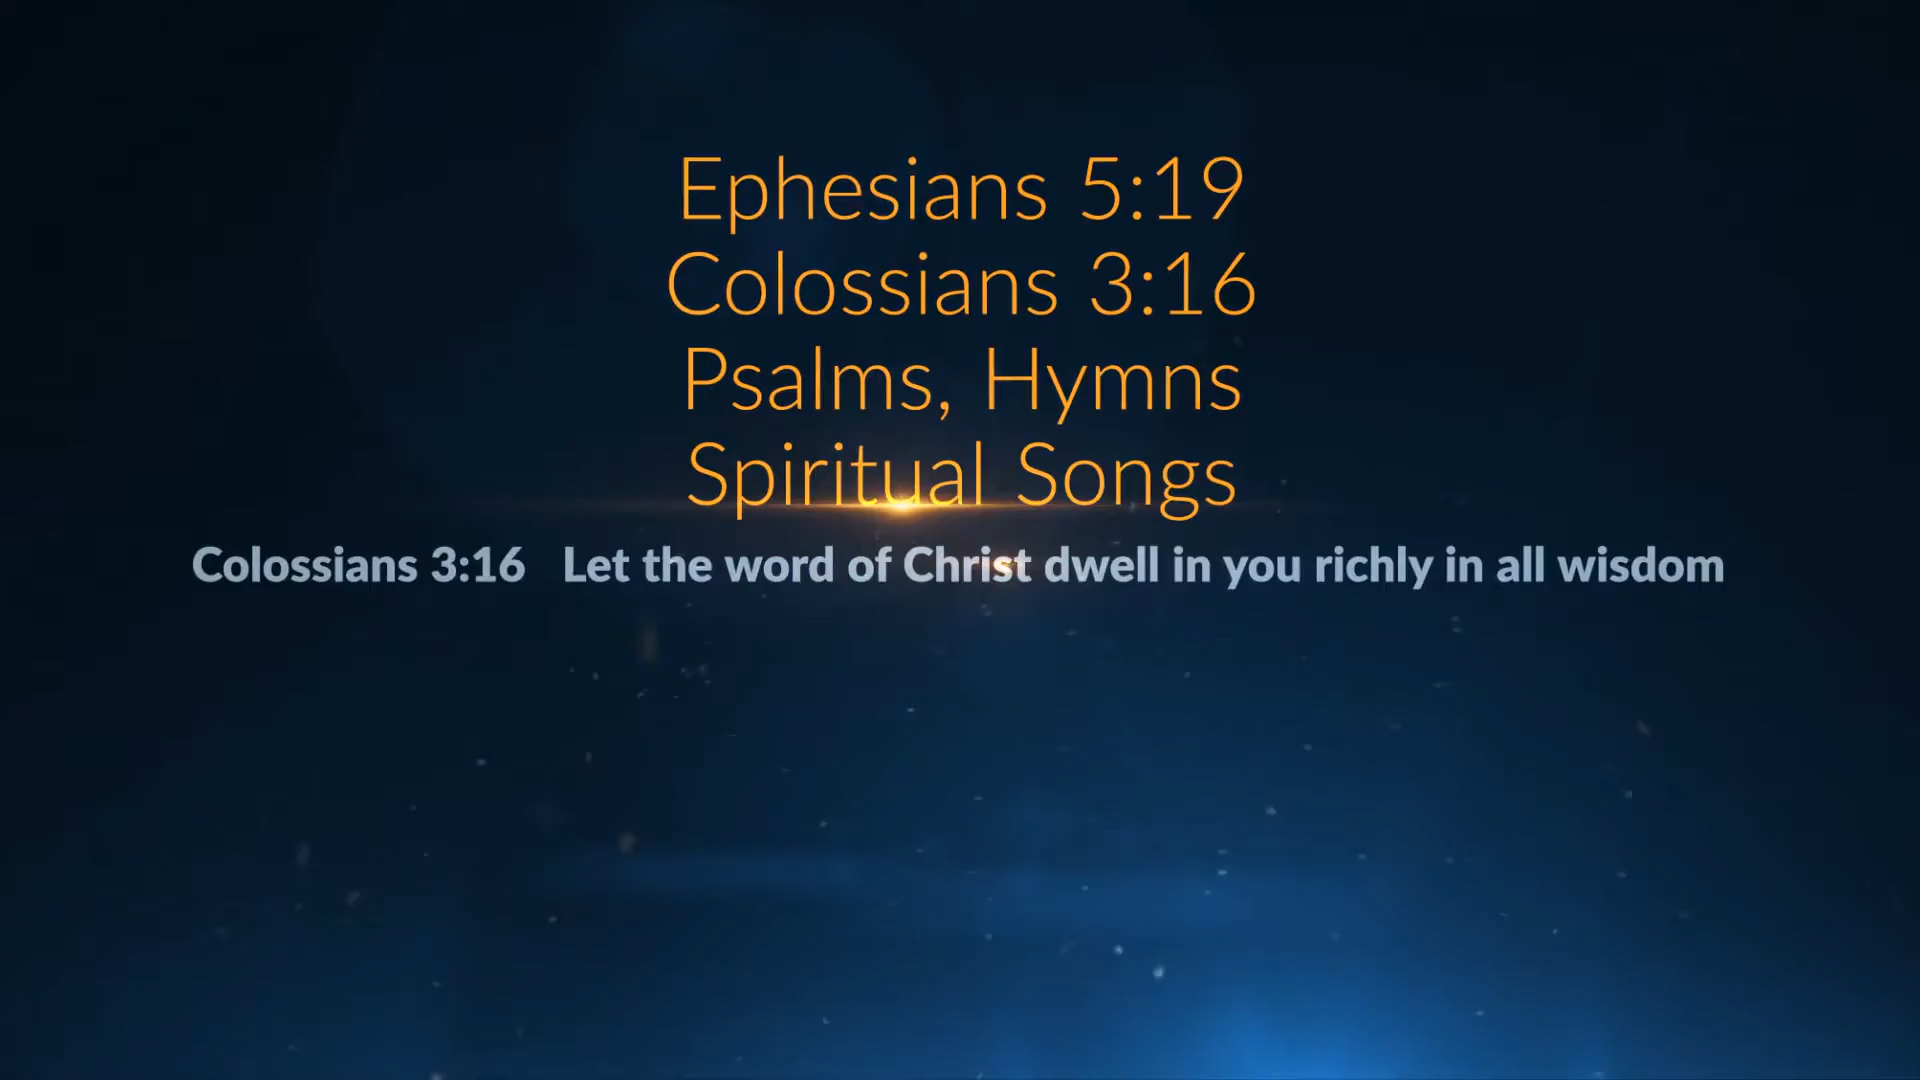 Ephesians 5:19
Colossians 3:16
Psalms, Hymns
Spiritual Songs
Colossians 3:16 Let the word of Christ dwell in you richly in all wisdom